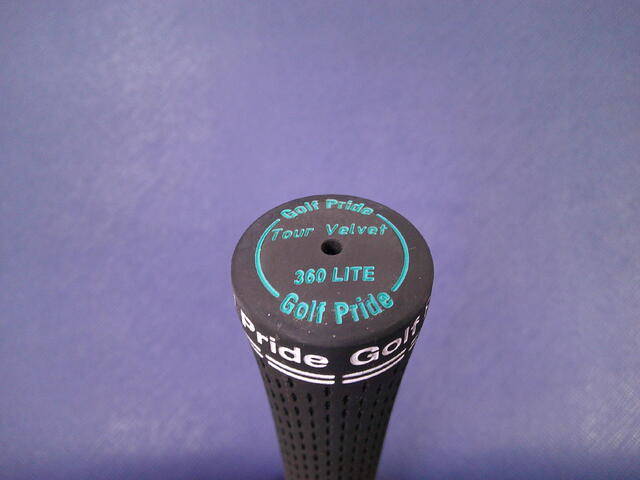 Golf Pride
Tour Velvet
360 LITE
Golf Pride
Pride Golf